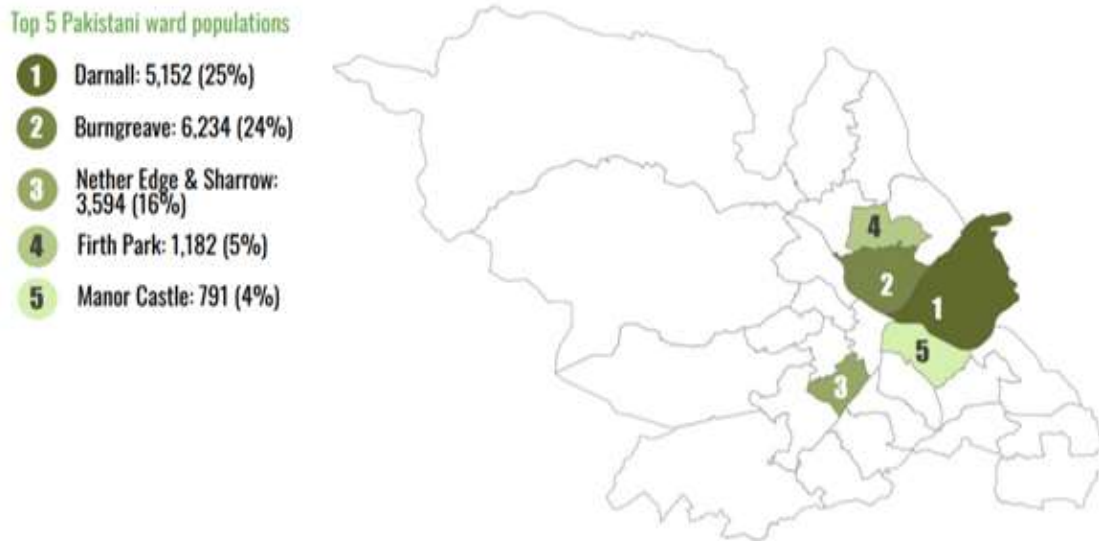 Top 5 Pakistani ward populations
1 Darnall: 5,152 (25%)
2 Burngreave: 6,234 (24%)
3 Nether Edge & Sharrow:
3,594 (16%)
4 Firth Park: 1,182 (5%)
5 Manor Castle: 791 (4%)
4
2
1
5
3